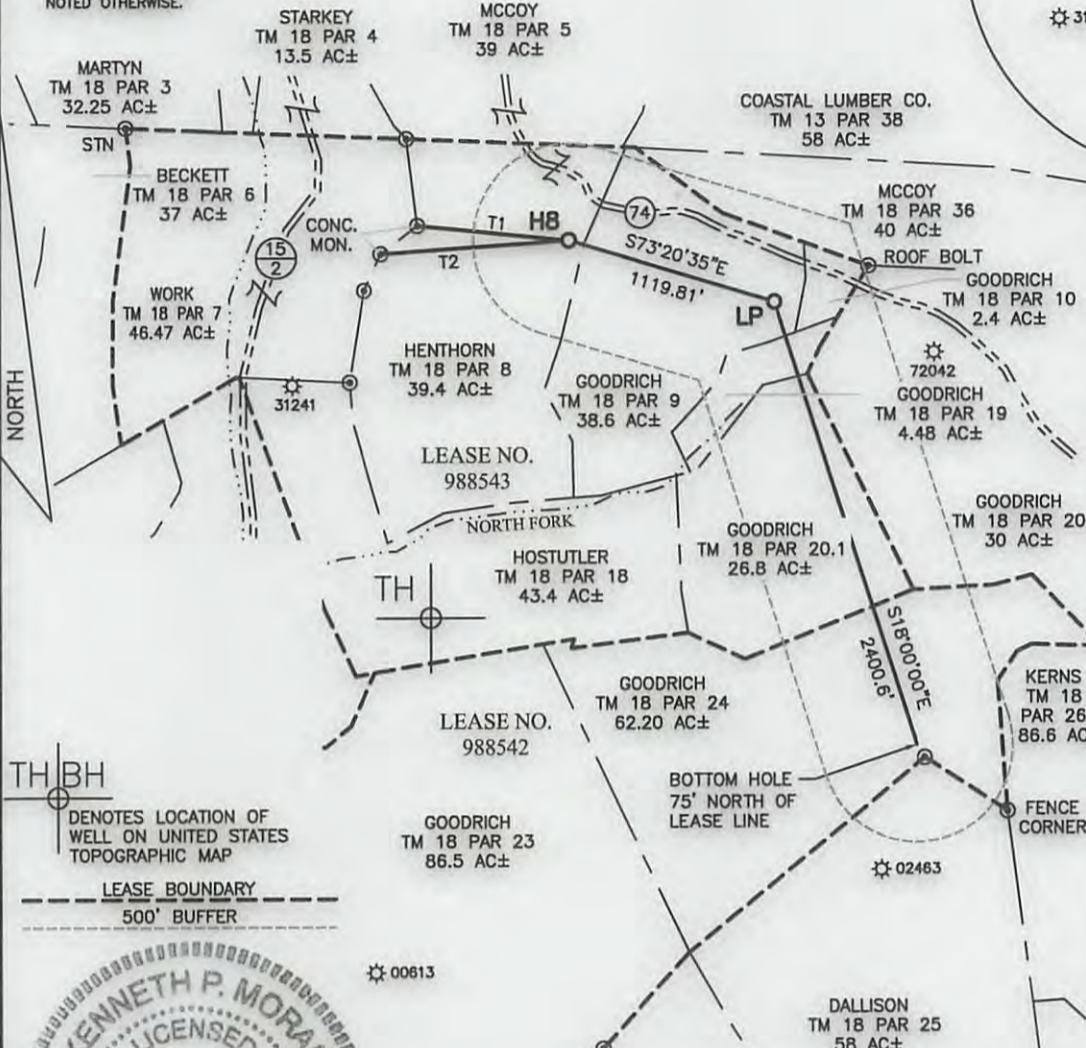 NOTED OTHERWISE.
STARKEY
TM 18 PAR 4
13.5 AC±
MCCOY
TM 18 PAR 5
39 AC±
MARTYN
TM 18 PAR 3
32.25 AC±
STN
COASTAL LUMBER CO.
TM 13 PAR 38
58 AC±
BECKETT
TM 18 PAR 6
37 AC±
MCCOY
TM 18 PAR 36
40 AC±
CONC.
MON.
T1
H8
74
S73°20'35"E
1119.81'
T2
15
2
ROOF BOLT
GOODRICH
TM 18 PAR 10
2.4 AC±
LP
WORK
TM 18 PAR 7
46.47 AC±
HENTHORN
TM 18 PAR 8
39.4 AC±
72042
GOODRICH
TM 18 PAR 9
38.6 AC±
GOODRICH
TM 18 PAR 19
4.48 AC±
31241
NORTH
LEASE NO.
988543
NORTH FORK
GOODRICH
TM 18 PAR 20
30 AC±
GOODRICH
TM 18 PAR 20.1
26.8 AC±
HOSTUTLER
TM 18 PAR 18
43.4 AC±
TH
S18°00'00"E
2400.6'
GOODRICH
TM 18 PAR 24
62.20 AC±
KERNS
TM 18
PAR 26
86.6 AC
LEASE NO.
988542
TH BH
DENOTES LOCATION OF
WELL ON UNITED STATES
TOPOGRAPHIC MAP
BOTTOM HOLE
75' NORTH OF
LEASE LINE
FENCE
CORNER
GOODRICH
TM 18 PAR 23
86.5 AC±
02463
LEASE BOUNDARY
500' BUFFER
00613
KENNETH P. MORA
LICENSED
DALLISON
TM 18 PAR 25
58 AC±